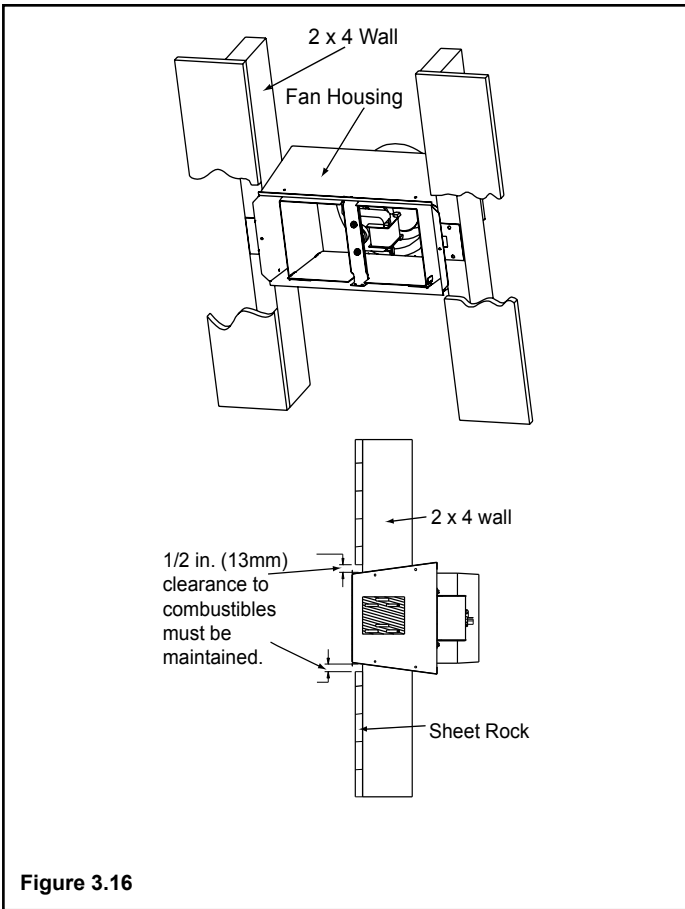 2 x 4 Wall
Fan Housing
2 x 4 wall
1/2 in. (13mm)
clearance to
combustibles
must be
maintained.
Sheet Rock
Figure 3.16